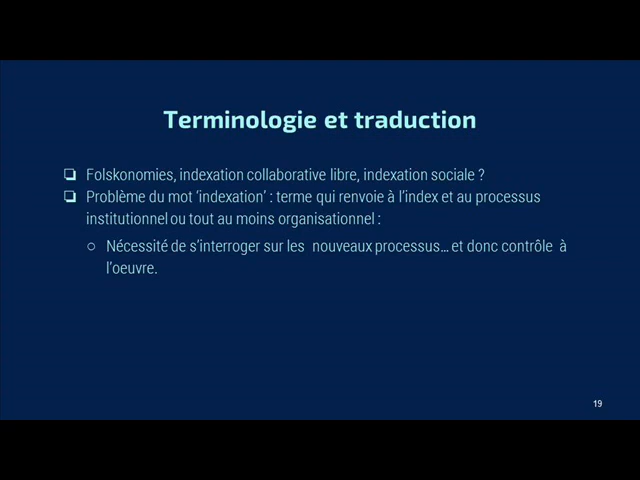 Terminologie et traduction
❏ Folskonomies, indexation collaborative libre, indexation sociale ?
❏ Problème du mot ‘indexation’ : terme qui renvoie à l’index et au processus
institutionnel ou tout au moins organisationnel :
○ Nécessité de s’interroger sur les nouveaux processus… et donc contrôle à
l’oeuvre.
19